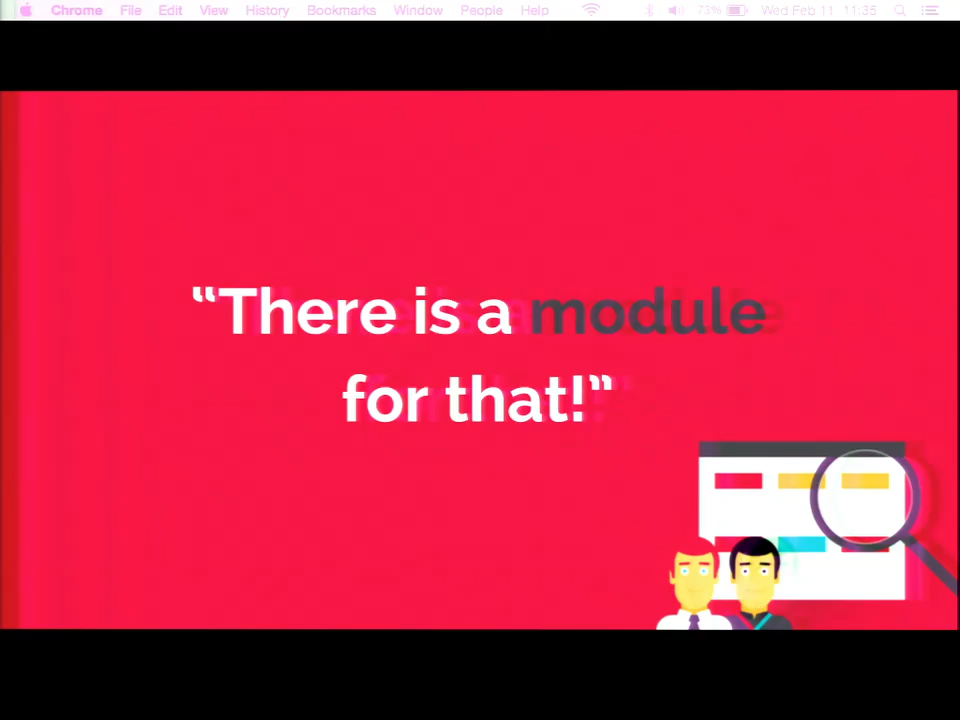 Chrome File Edit View History Bookmarks Window People Help 73% Wed Feb 11 11:35
“There is a module
for that!”